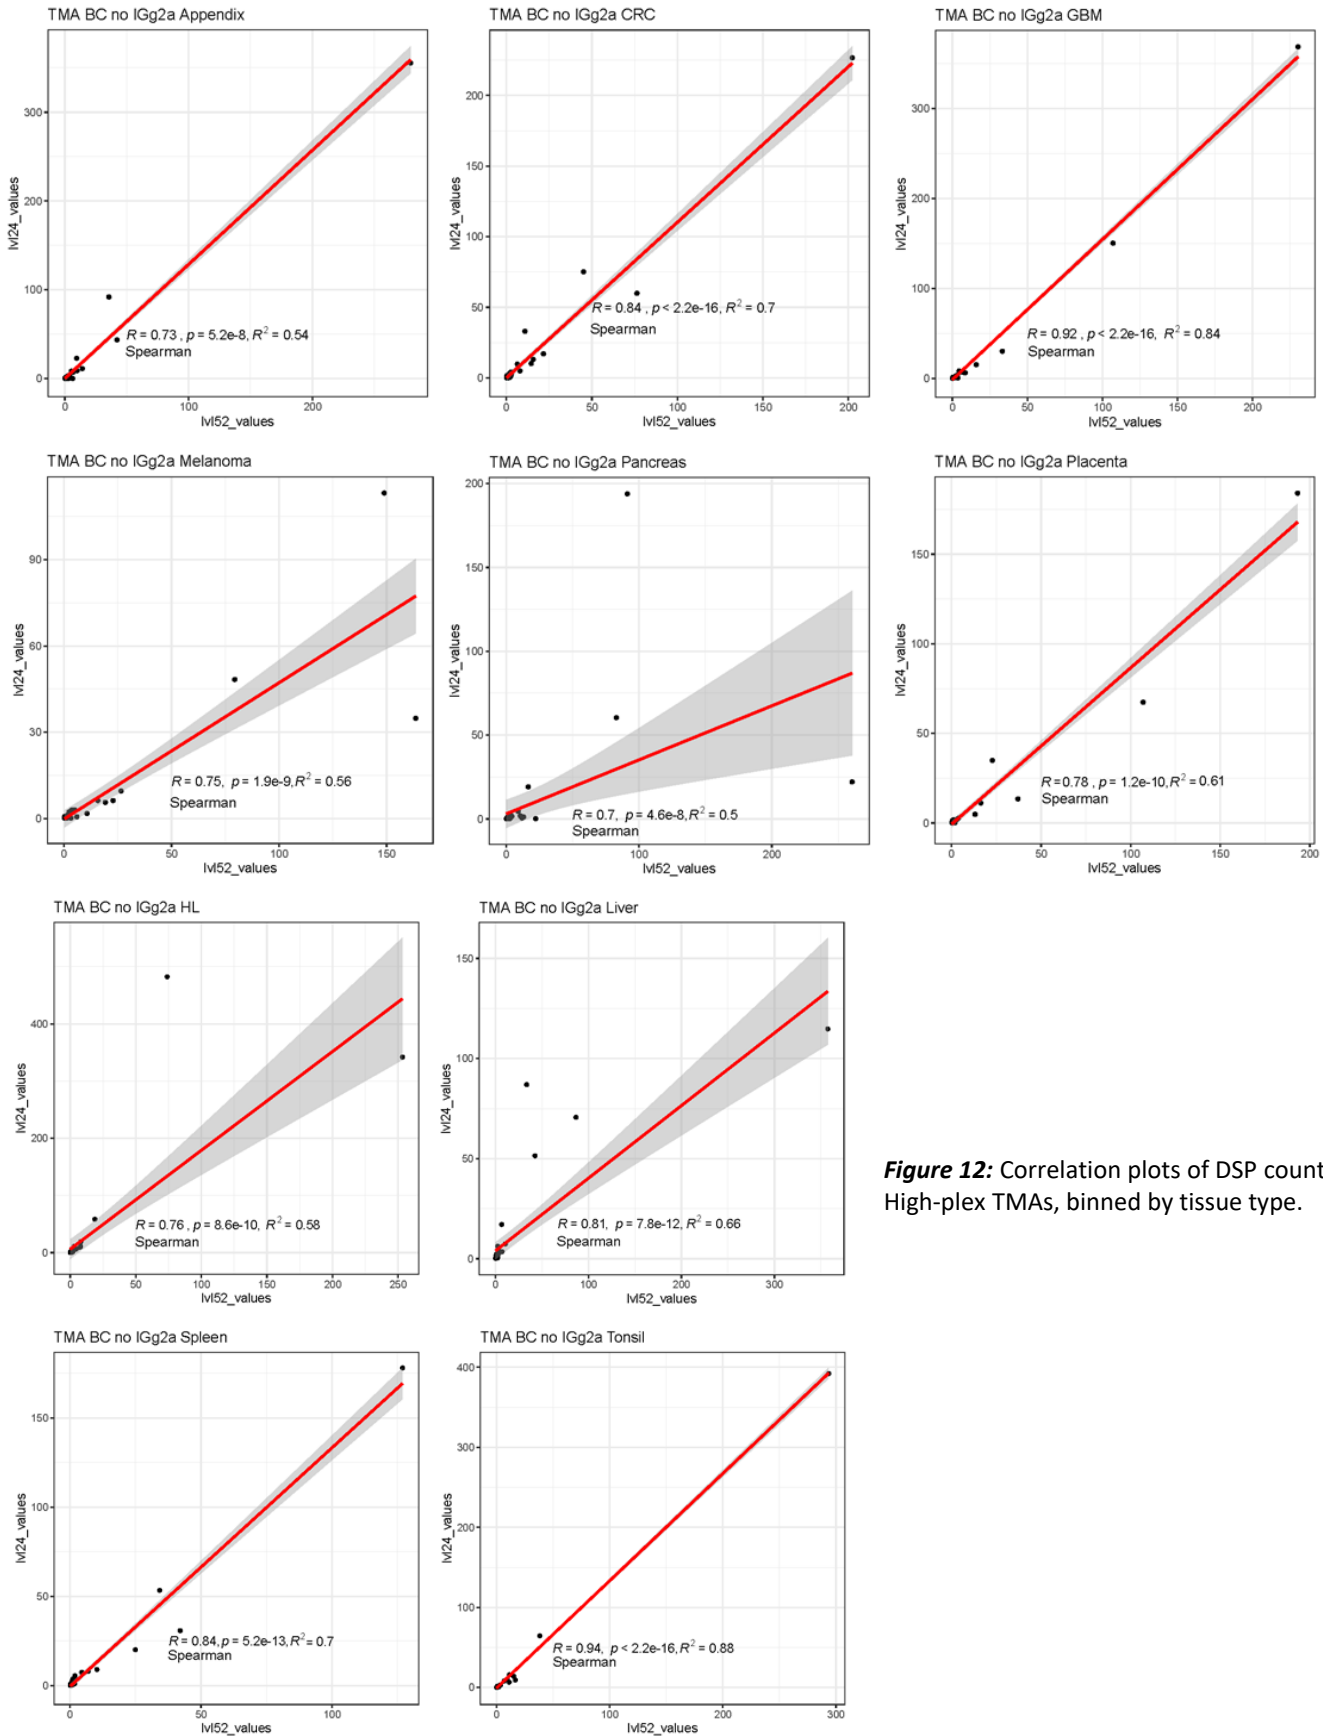 TMA BC no IGg2a Appendix
lvl24_values
300
200
100
0
R = 0.73 , p = 5.2e-8, R² = 0.54
Spearman
0 100 200
lvl52_values
TMA BC no IGg2a CRC
lvl24_values
200
150
100
50
0
R = 0.84 , p < 2.2e-16, R² = 0.7
Spearman
0 50 100 150 200
lvl52_values
TMA BC no IGg2a GBM
lvl24_values
300
200
100
0
R = 0.92 , p < 2.2e-16, R² = 0.84
Spearman
0 50 100 150 200
lvl52_values
TMA BC no IGg2a Melanoma
lvl24_values
90
60
30
0
R = 0.75, p = 1.9e-9, R² = 0.56
Spearman
0 50 100 150
lvl52_values
TMA BC no IGg2a Pancreas
lvl24_values
200
150
100
50
0
R = 0.7, p = 4.6e-8, R² = 0.5
Spearman
0 100 200
lvl52_values
TMA BC no IGg2a Placenta
lvl24_values
150
100
50
0
R = 0.78 , p = 1.2e-10, R² = 0.61
Spearman
0 50 100 150 200
lvl52_values
TMA BC no IGg2a HL
lvl24_values
400
200
0
R = 0.76 , p = 8.6e-10, R² = 0.58
Spearman
0 50 100 150 200 250
lvl52_values
TMA BC no IGg2a Liver
lvl24_values
150
100
50
0
R = 0.81, p = 7.8e-12, R² = 0.66
Spearman
0 100 200 300
lvl52_values
Figure 12: Correlation plots of DSP count
High-plex TMAs, binned by tissue type.
TMA BC no IGg2a Spleen
lvl24_values
150
100
50
0
R = 0.84, p = 5.2e-13, R² = 0.7
Spearman
0 50 100
lvl52_values
TMA BC no IGg2a Tonsil
lvl24_values
400
300
200
100
0
R = 0.94, p < 2.2e-16, R² = 0.88
Spearman
0 100 200 300
lvl52_values